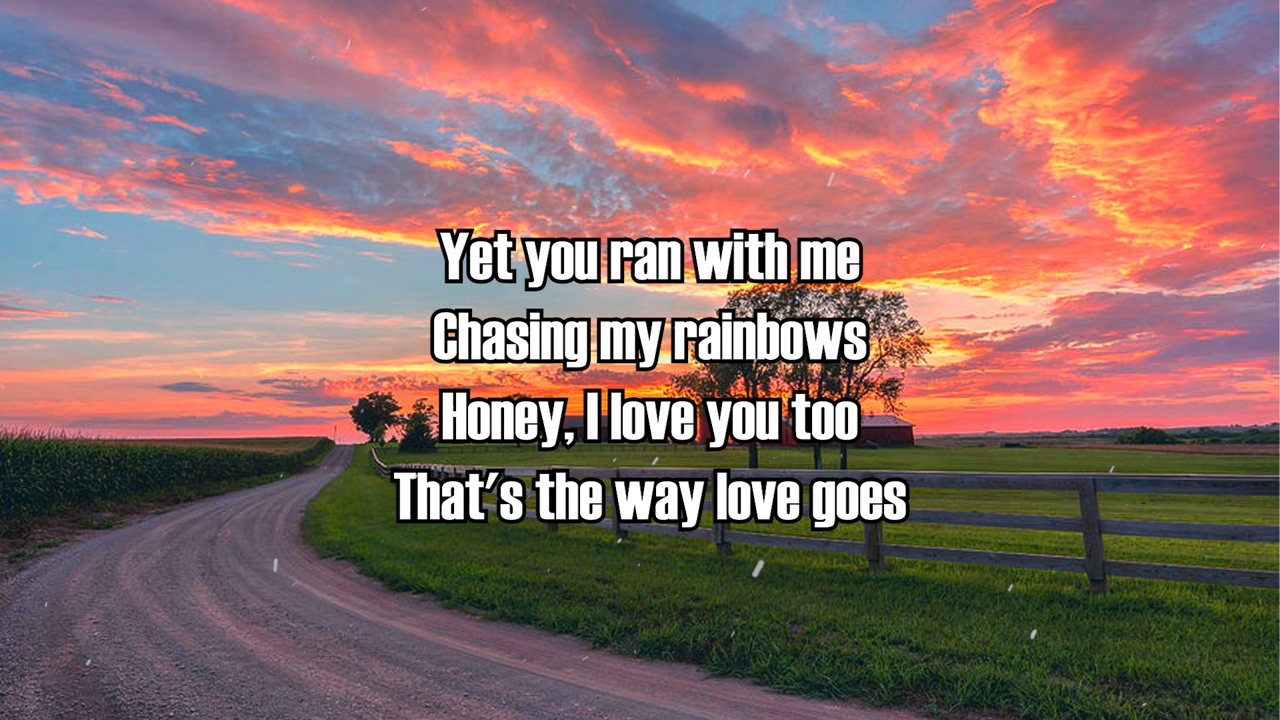 Yet you ran with me
Chasing my rainbows
Honey, I love you too
That's the way love goes